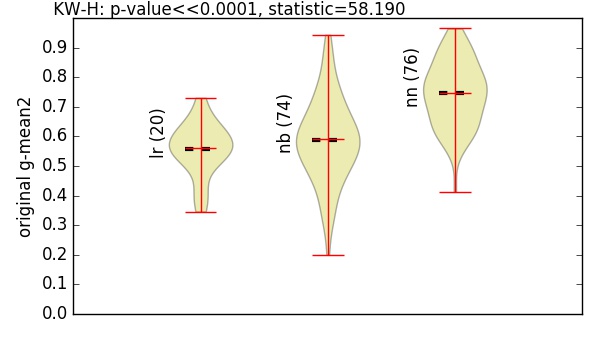 KW-H: p-value<<0.0001, statistic=58.190
original g-mean2
0.9
0.8
0.7
0.6
0.5
0.4
0.3
0.2
0.1
0.0
lr (20)
nb (74)
nn (76)